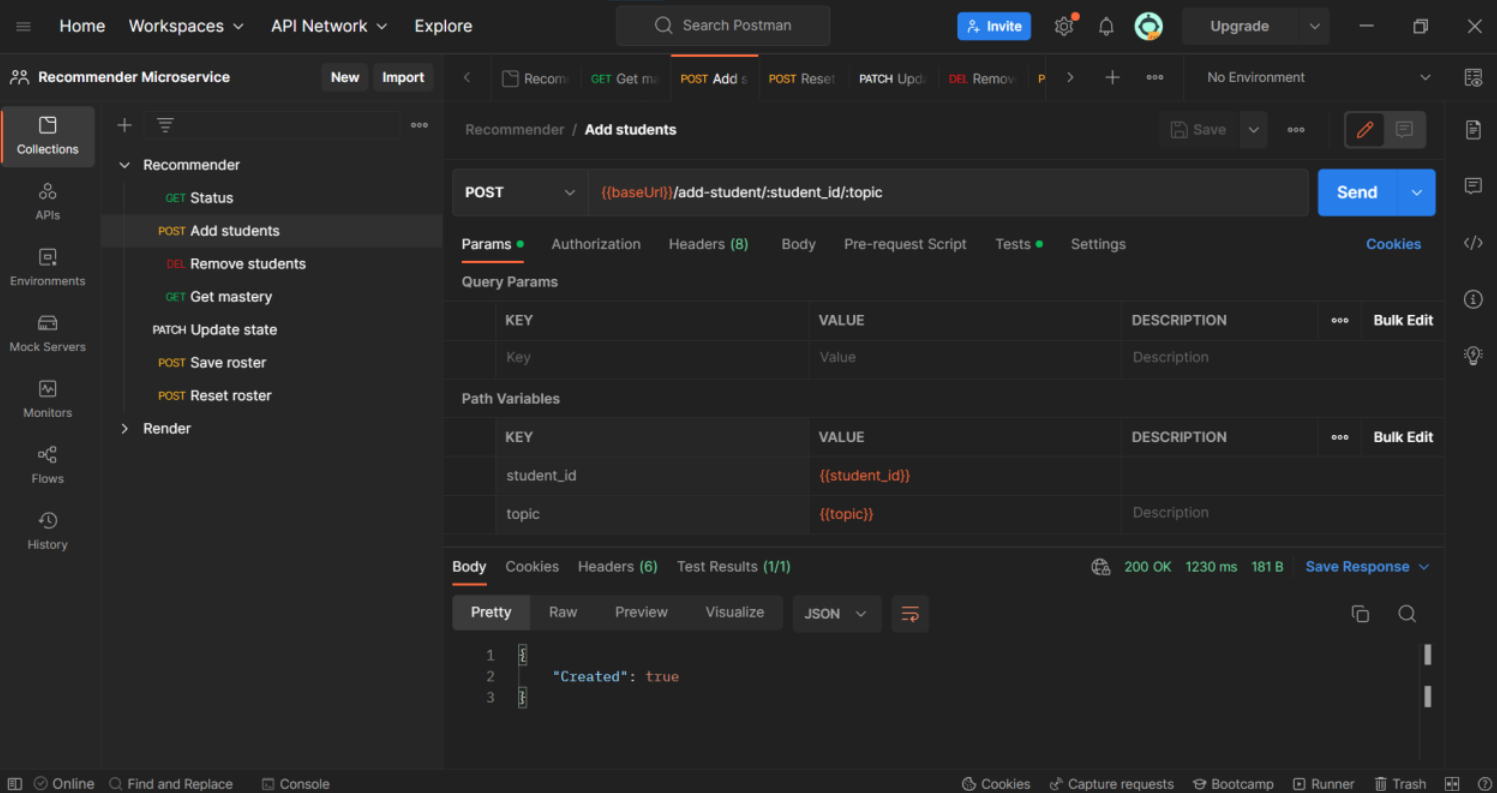 Home Workspaces API Network Explore Search Postman Invite Upgrade
Recommender Microservice New Import Recom GET Get ma POST Add s POST Reset PATCH Upda DEL Remov P No Environment
Collections
APIs
Environments
Mock Servers
Monitors
Flows
History
Recommender
GET Status
POST Add students
DEL Remove students
GET Get mastery
PATCH Update state
POST Save roster
POST Reset roster
Render
Recommender / Add students Save
POST {{baseUrl}}/add-student/:student_id/:topic Send
Params Authorization Headers (8) Body Pre-request Script Tests Settings Cookies
Query Params
KEY VALUE DESCRIPTION Bulk Edit
Key Value Description
Path Variables
KEY VALUE DESCRIPTION Bulk Edit
student_id {{student_id}}
topic {{topic}} Description
Body Cookies Headers (6) Test Results (1/1) 200 OK 1230 ms 181 B Save Response
Pretty Raw Preview Visualize JSON
1 {
2 "Created": true
3 }
Online Find and Replace Console Cookies Capture requests Bootcamp Runner Trash